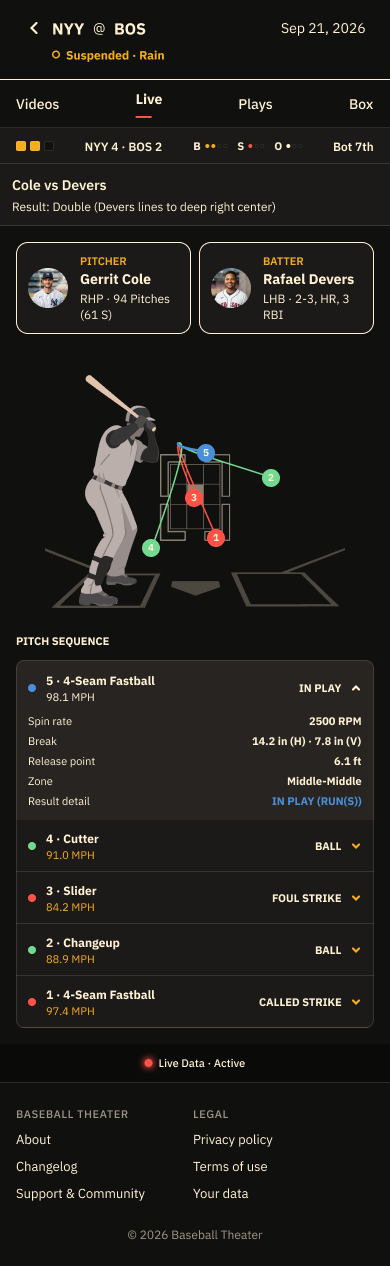 NYY @ BOS
Sep 21, 2026
Suspended · Rain
Videos
Live
Plays
Box
NYY 4 · BOS 2
B
S
O
Bot 7th
Cole vs Devers
Result: Double (Devers lines to deep right center)
PITCHER
Gerrit Cole
RHP · 94 Pitches
(61 S)
BATTER
Rafael Devers
LHB · 2-3, HR, 3
RBI
5
2
3
1
4
PITCH SEQUENCE
5 · 4-Seam Fastball
98.1 MPH
IN PLAY
Spin rate
2500 RPM
Break
14.2 in (H) · 7.8 in (V)
Release point
6.1 ft
Zone
Middle-Middle
Result detail
IN PLAY (RUN(S))
4 · Cutter
91.0 MPH
BALL
3 · Slider
84.2 MPH
FOUL STRIKE
2 · Changeup
88.9 MPH
BALL
1 · 4-Seam Fastball
97.4 MPH
CALLED STRIKE
Live Data · Active
BASEBALL THEATER
LEGAL
About
Privacy policy
Changelog
Terms of use
Support & Community
Your data
© 2026 Baseball Theater